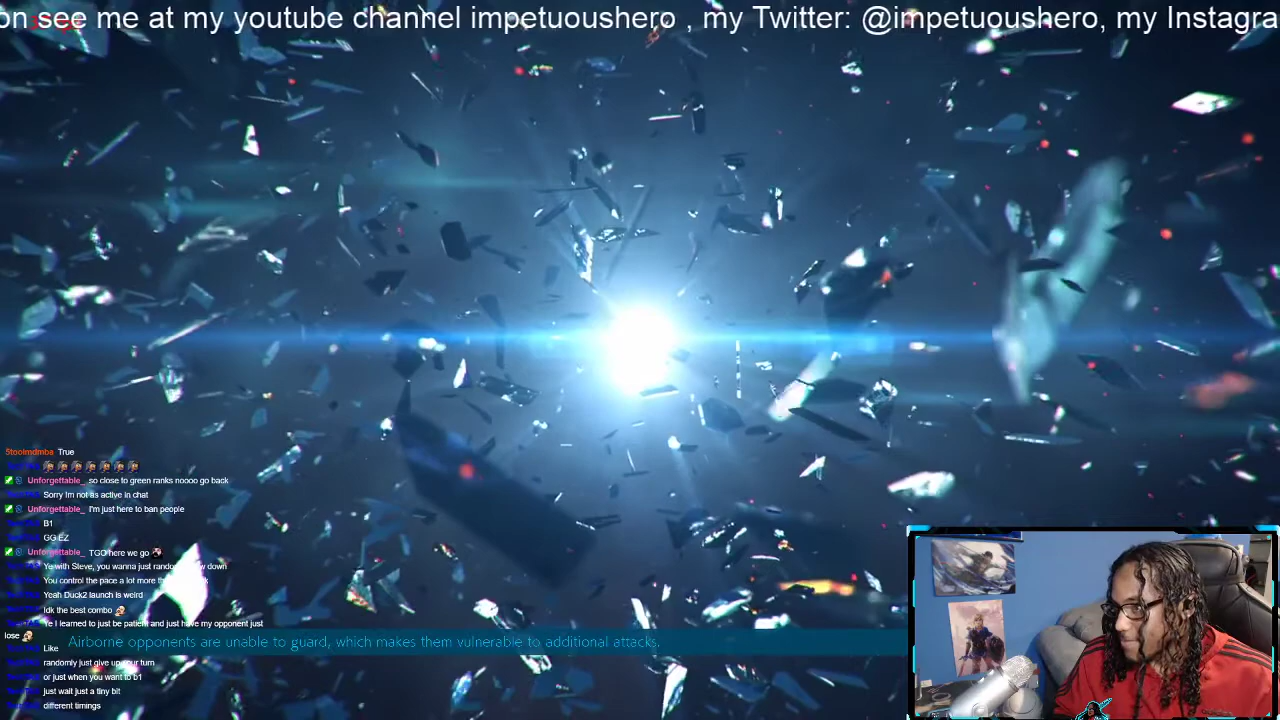 on see me at my youtube channel impetuoushero , my Twitter: @impetuoushero, my Instagra
5tooimdmba True
Unforgettable_ so close to green ranks noooo go back
Sorry Im not as active in chat
Unforgettable_ I'm just here to ban people
B1
GG EZ
Unforgettable_ TGO here we go
Ye with Steve, you wanna just down
You control the pace a lot more
Yeah Duck2 launch is weird
Idk the best combo
Ye I learned to just be patient and just have my opponent just
lose
Airborne opponents are unable to guard, which makes them vulnerable to additional attacks.
Like
randomly just give up your turn
or just when you want to b1
just wait just a tiny bit
different timings